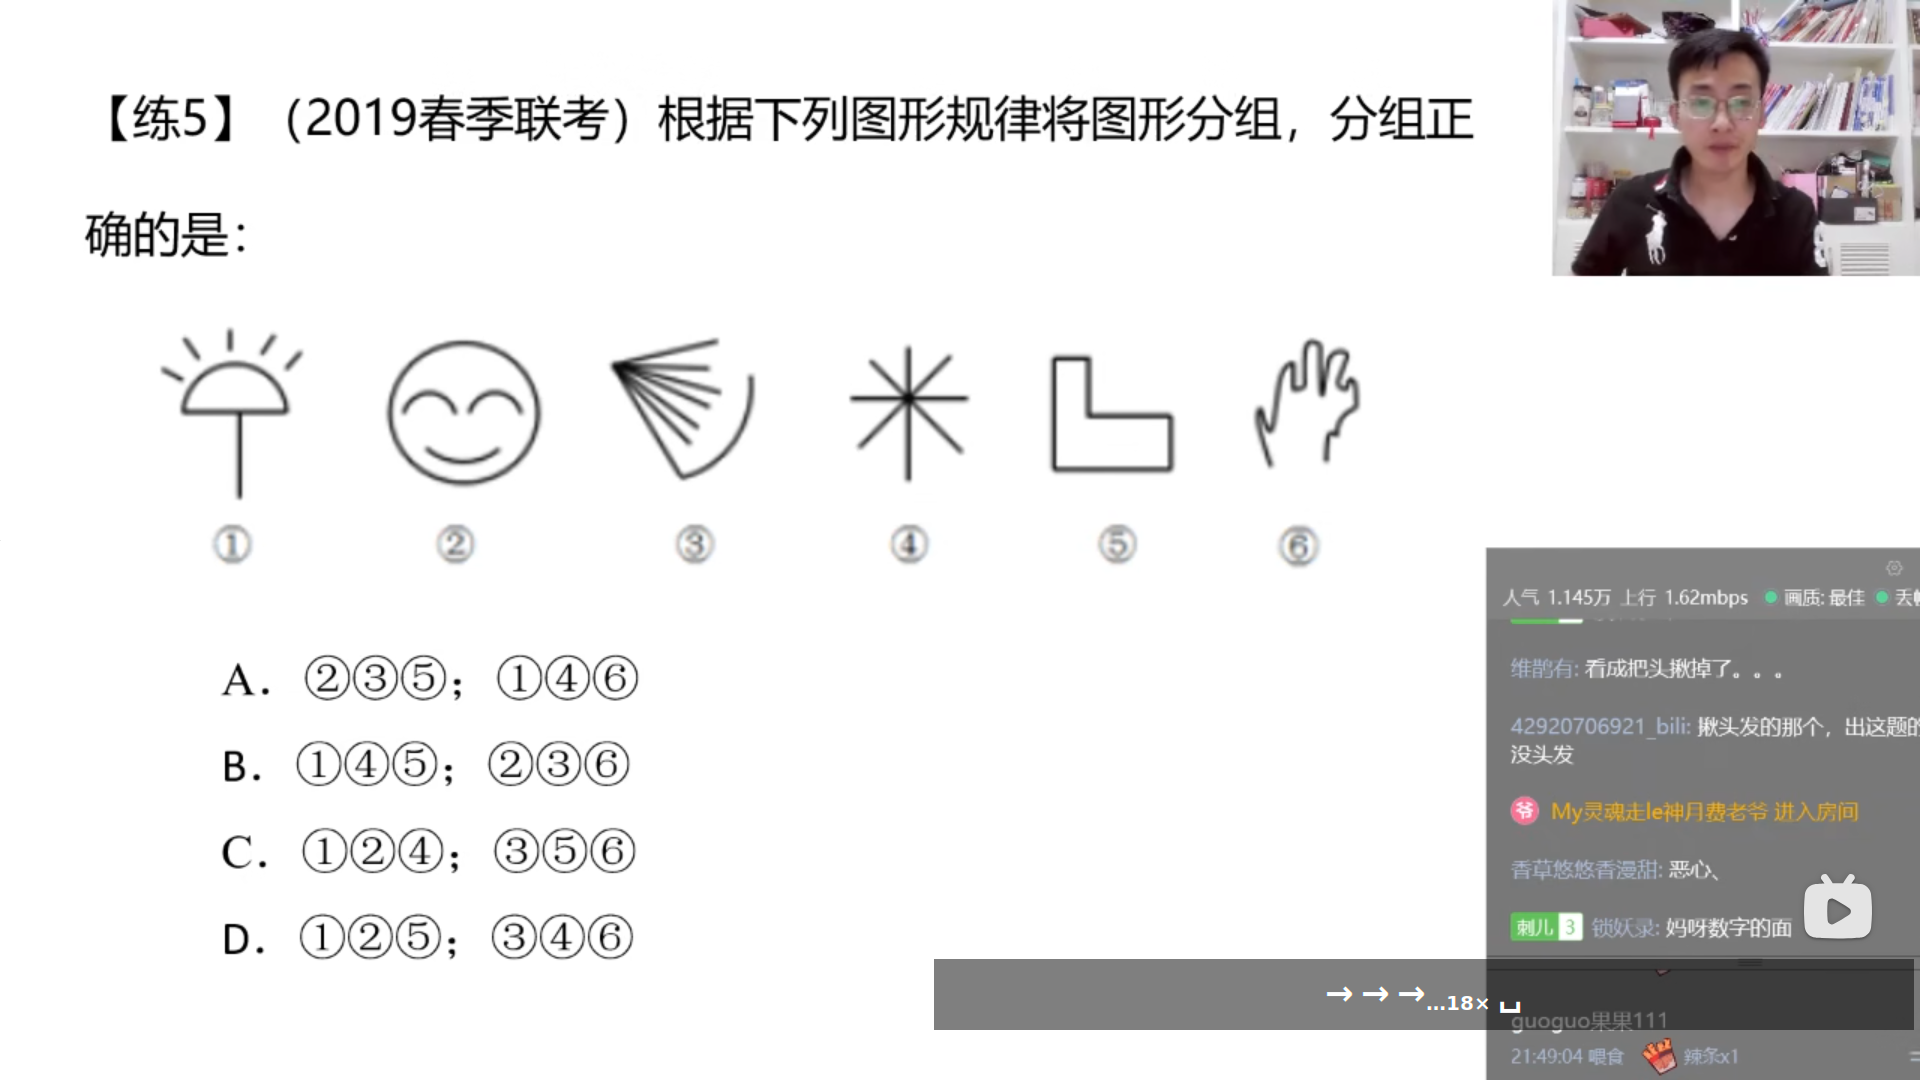 【练5】（2019春季联考）根据下列图形规律将图形分组，分组正
确的是：
① ② ③ ④ ⑤ ⑥
A. ②③⑤；①④⑥
B. ①④⑤；②③⑥
C. ①②④；③⑤⑥
D. ①②⑤；③④⑥
人气 1.145万 上行 1.62mbps 画质: 最佳
维鹊有: 看成把头揪掉了。。。
42920706921_bili: 揪头发的那个，出这题的
没头发
爷 My灵魂走le神月费老爷 进入房间
香草悠悠香漫甜: 恶心、
刺儿 3 锁妖录: 妈呀数字的面
→ → →...18× ␣
guoguo果果111
21:49:04 喂食 辣条x1